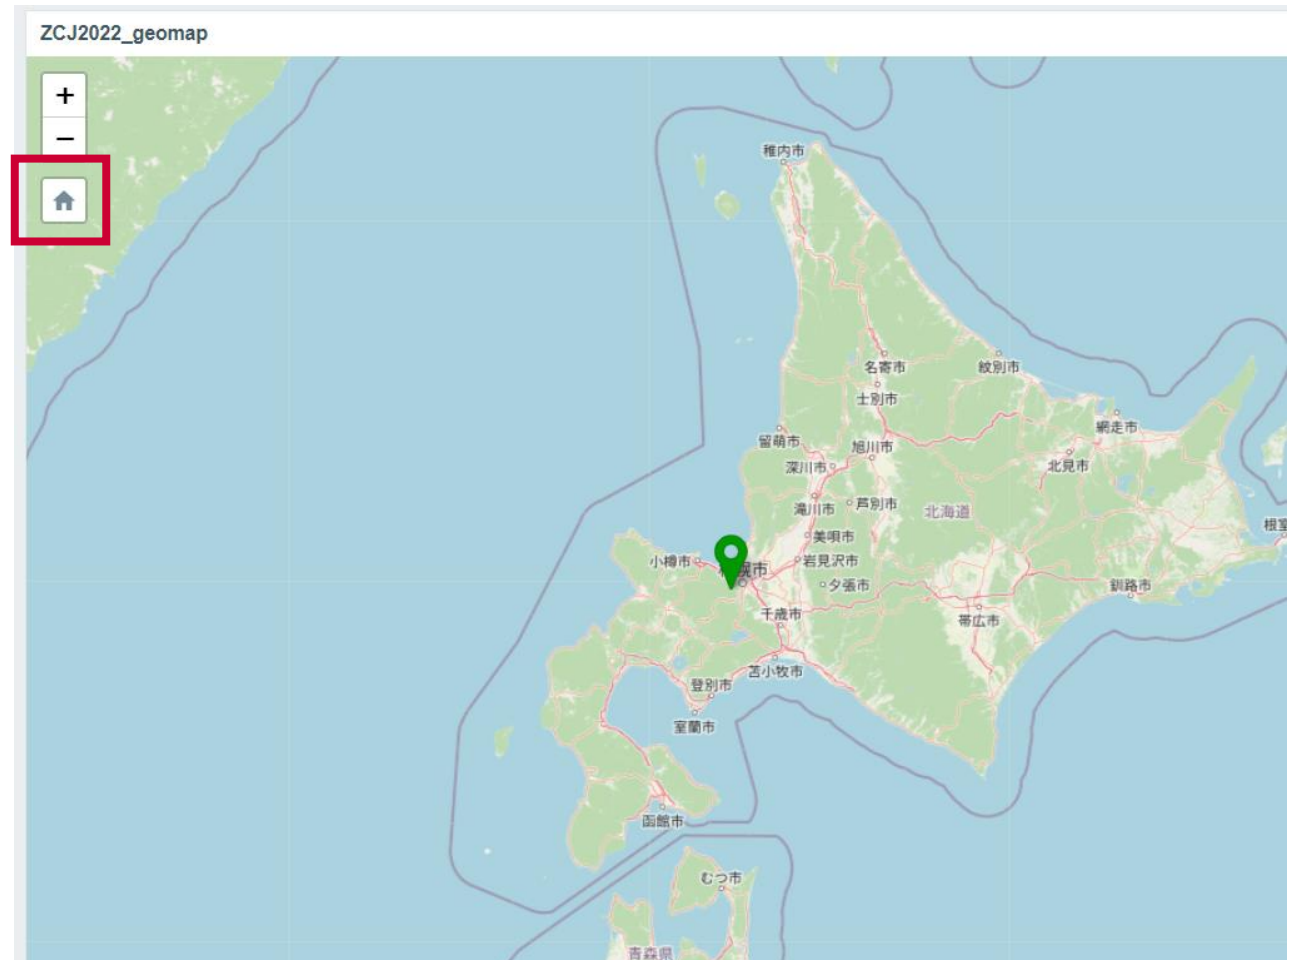 ZCJ2022_geomap
+
−
稚内市
名寄市
紋別市
士別市
網走市
留萌市
旭川市
深川市
北見市
滝川市
芦別市
北海道
美唄市
小樽市
幌市
岩見沢市
夕張市
釧路市
千歳市
帯広市
苫小牧市
登別市
室蘭市
函館市
むつ市
青森県